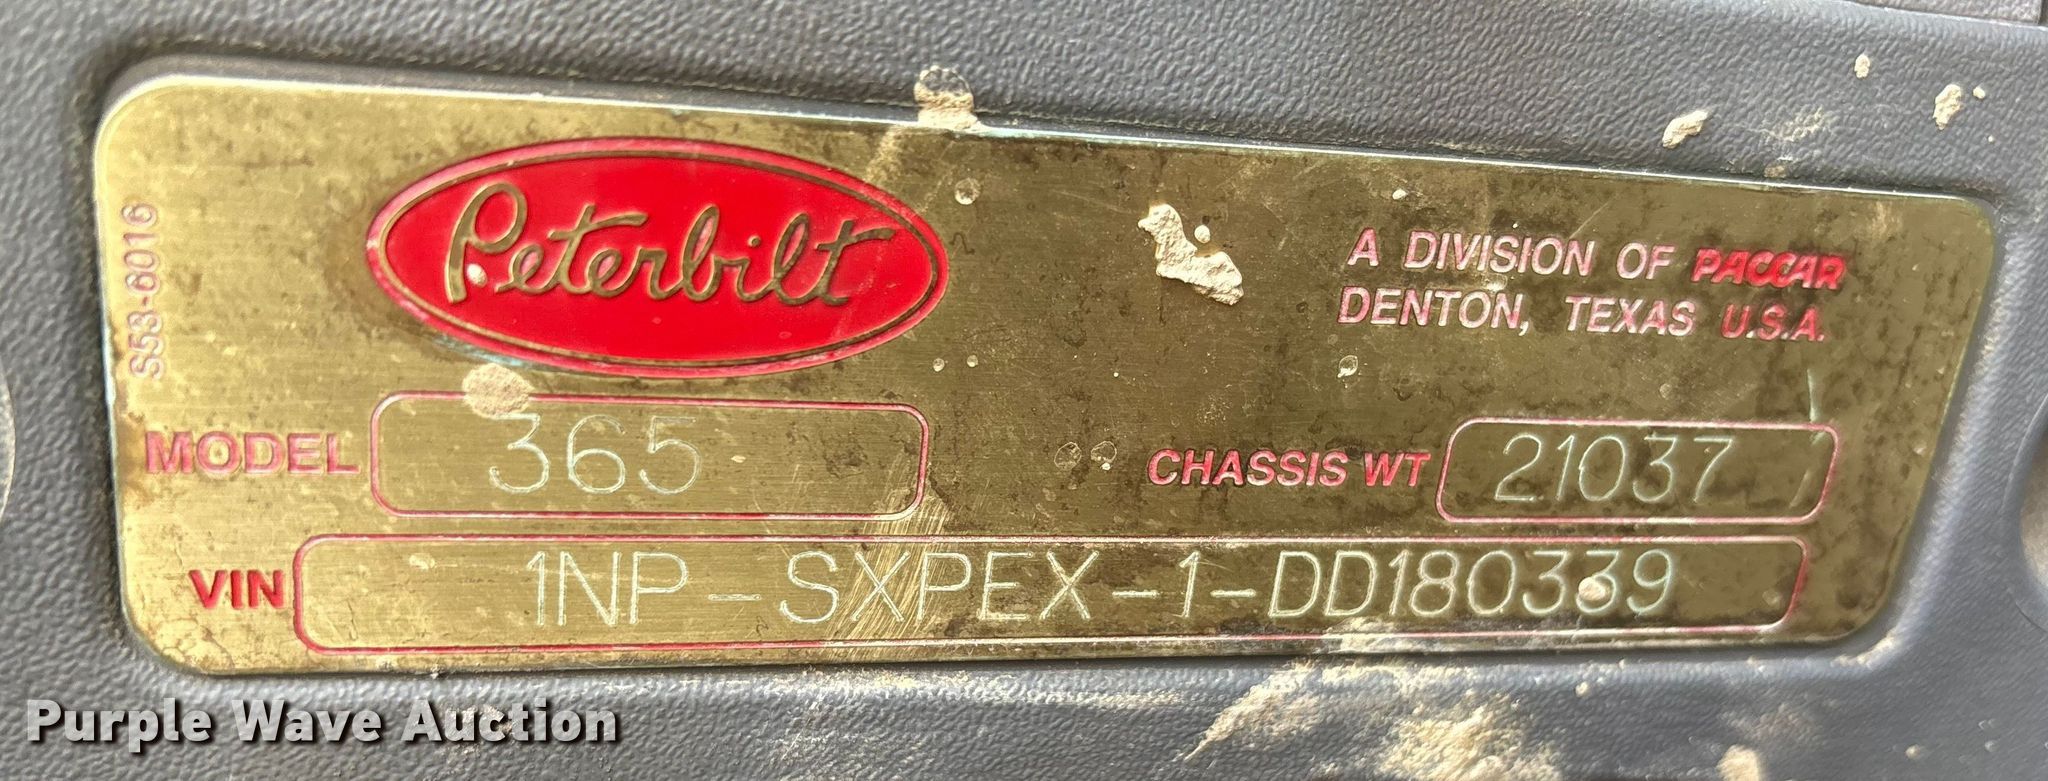 S53-6016
Peterbilt
A DIVISION OF PACCAR
DENTON, TEXAS U.S.A.
MODEL 365
CHASSIS WT 21037
VIN 1NP-SXPEX-1-DD180339
Purple Wave Auction